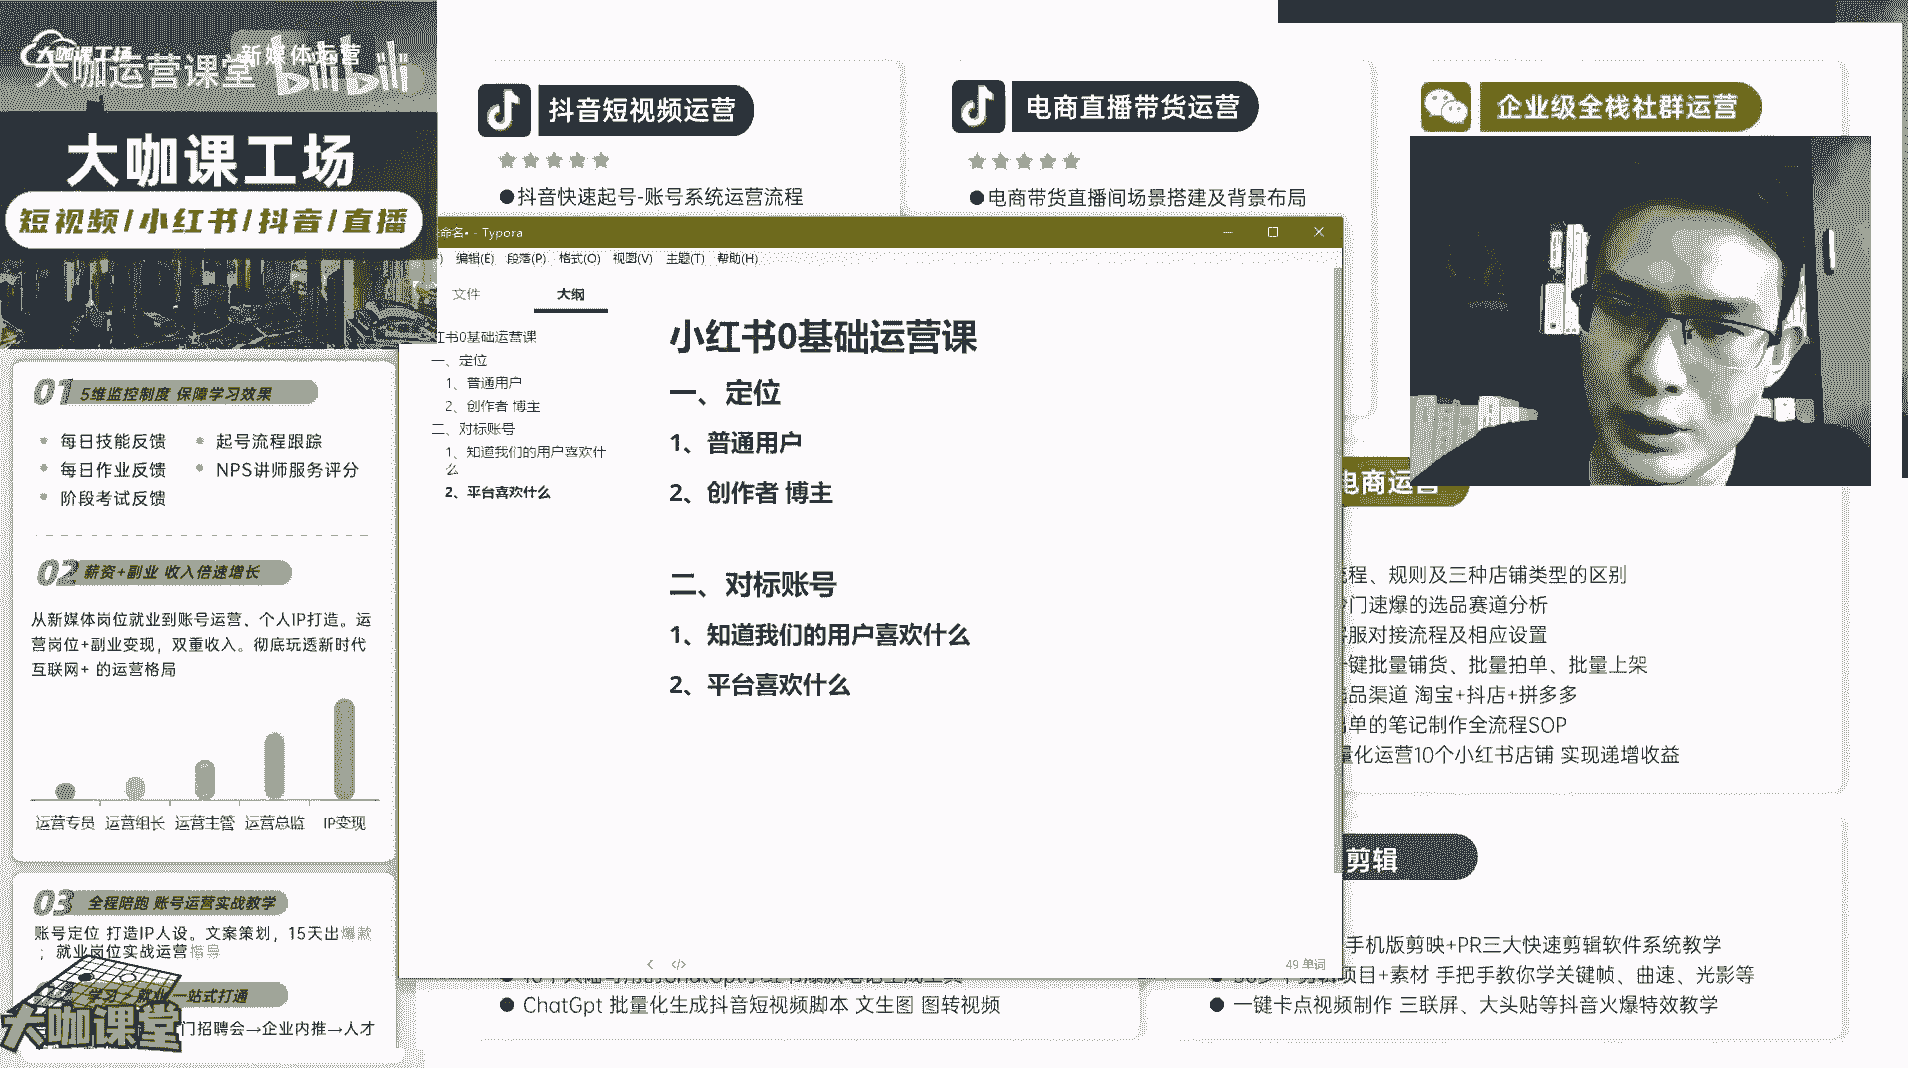 大咖课工场
大咖运营课堂
新媒体运营
bilibili
大咖课工场
短视频/小红书/抖音/直播
01 5维监控制度 保障学习效果
每日技能反馈
起号流程跟踪
每日作业反馈
NPS讲师服务评分
阶段考试反馈
02 薪资+副业 收入倍速增长
从新媒体岗位就业到账号运营、个人IP打造。运
营岗位+副业变现，双重收入。彻底玩透新时代
互联网+ 的运营格局
运营专员 运营组长 运营主管 运营总监 IP变现
03 全程陪跑 账号运营实战教学
账号定位 打造IP人设。文案策划，15天出爆款
；就业岗位实战运营指导
学习 就业一站式打通
门招聘会→企业内推→人才
大咖课堂
抖音短视频运营
●抖音快速起号-账号系统运营流程
电商直播带货运营
●电商带货直播间场景搭建及背景布局
企业级全栈社群运营
命名• - Typora
编辑(E) 段落(P) 格式(O) 视图(V) 主题(T) 帮助(H)
文件 大纲
红书0基础运营课
一、定位
1、普通用户
2、创作者 博主
二、对标账号
1、知道我们的用户喜欢什
么
2、平台喜欢什么
小红书0基础运营课
一、定位
1、普通用户
2、创作者 博主
二、对标账号
1、知道我们的用户喜欢什么
2、平台喜欢什么
</>
49 单词
电商运营
程、规则及三种店铺类型的区别
门速爆的选品赛道分析
客服对接流程及相应设置
一键批量铺货、批量拍单、批量上架
选品渠道 淘宝+抖店+拼多多
出单的笔记制作全流程SOP
量化运营10个小红书店铺 实现递增收益
剪辑
手机版剪映+PR三大快速剪辑软件系统教学
项目+素材 手把手教你学关键帧、曲速、光影等
● 一键卡点视频制作 三联屏、大头贴等抖音火爆特效教学
● ChatGpt 批量化生成抖音短视频脚本 文生图 图转视频